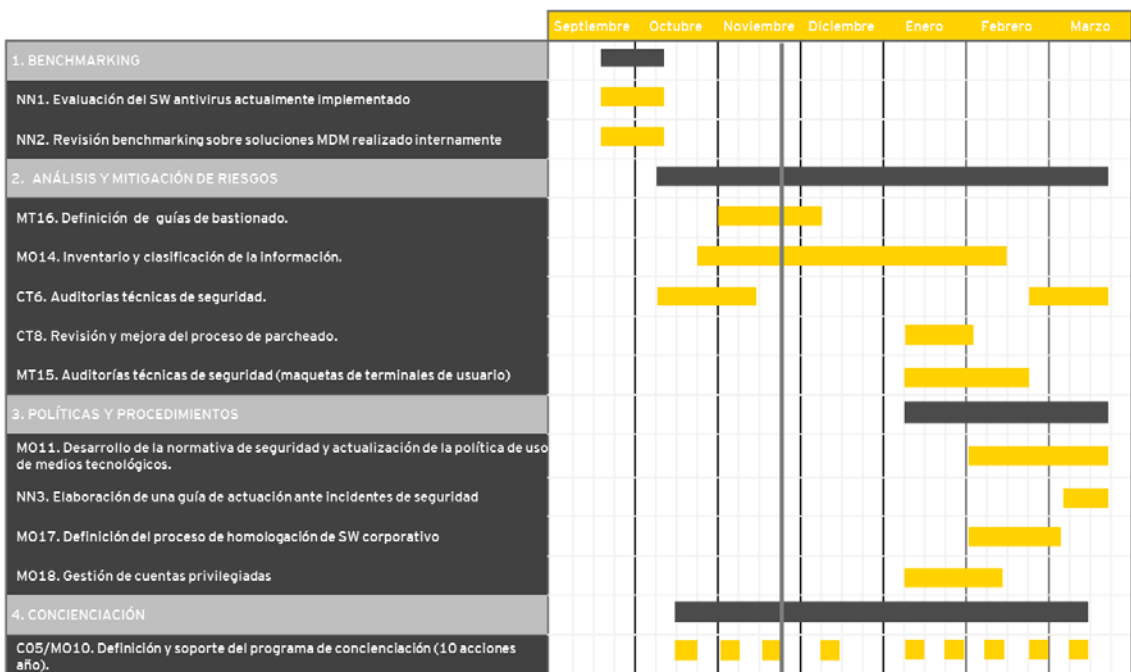 Septiembre Octubre Noviembre Diciembre Enero Febrero Marzo
1. BENCHMARKING
NN1. Evaluación del SW antivirus actualmente implementado
NN2. Revisión benchmarking sobre soluciones MDM realizado internamente
2. ANÁLISIS Y MITIGACIÓN DE RIESGOS
MT16. Definición de guías de bastionado.
MO14. Inventario y clasificación de la información.
CT6. Auditorias técnicas de seguridad.
CT8. Revisión y mejora del proceso de parcheado.
MT15. Auditorías técnicas de seguridad (maquetas de terminales de usuario)
3. POLÍTICAS Y PROCEDIMIENTOS
MO11. Desarrollo de la normativa de seguridad y actualización de la política de uso
de medios tecnológicos.
NN3. Elaboración de una guía de actuación ante incidentes de seguridad
MO17. Definición del proceso de homologación de SW corporativo
MO18. Gestión de cuentas privilegiadas
4. CONCIENCIACIÓN
CO5/MO10. Definición y soporte del programa de concienciación (10 acciones
año).